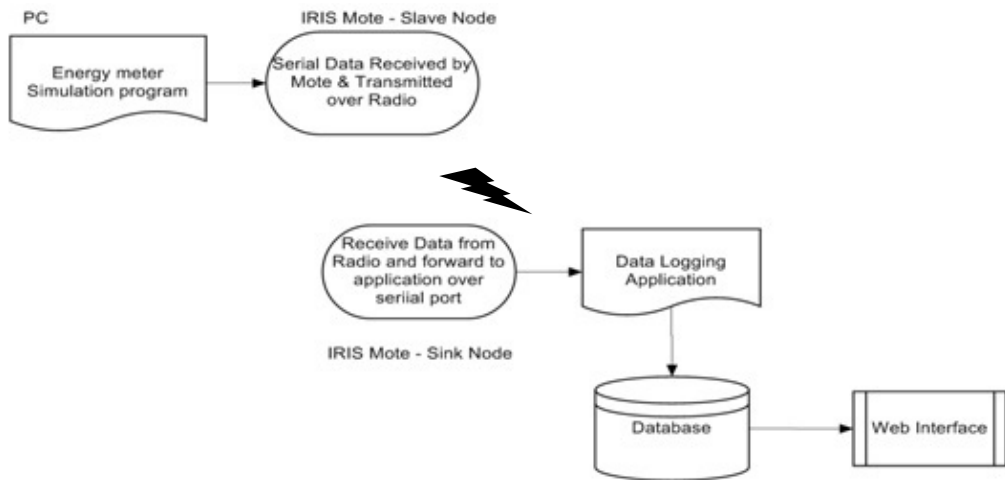 PC
IRIS Mote - Slave Node
Energy meter
Simulation program
Serial Data Received by
Mote & Transmitted
over Radio
Receive Data from
Radio and forward to
application over
seriial port
Data Logging
Application
IRIS Mote - Sink Node
Database
Web Interface